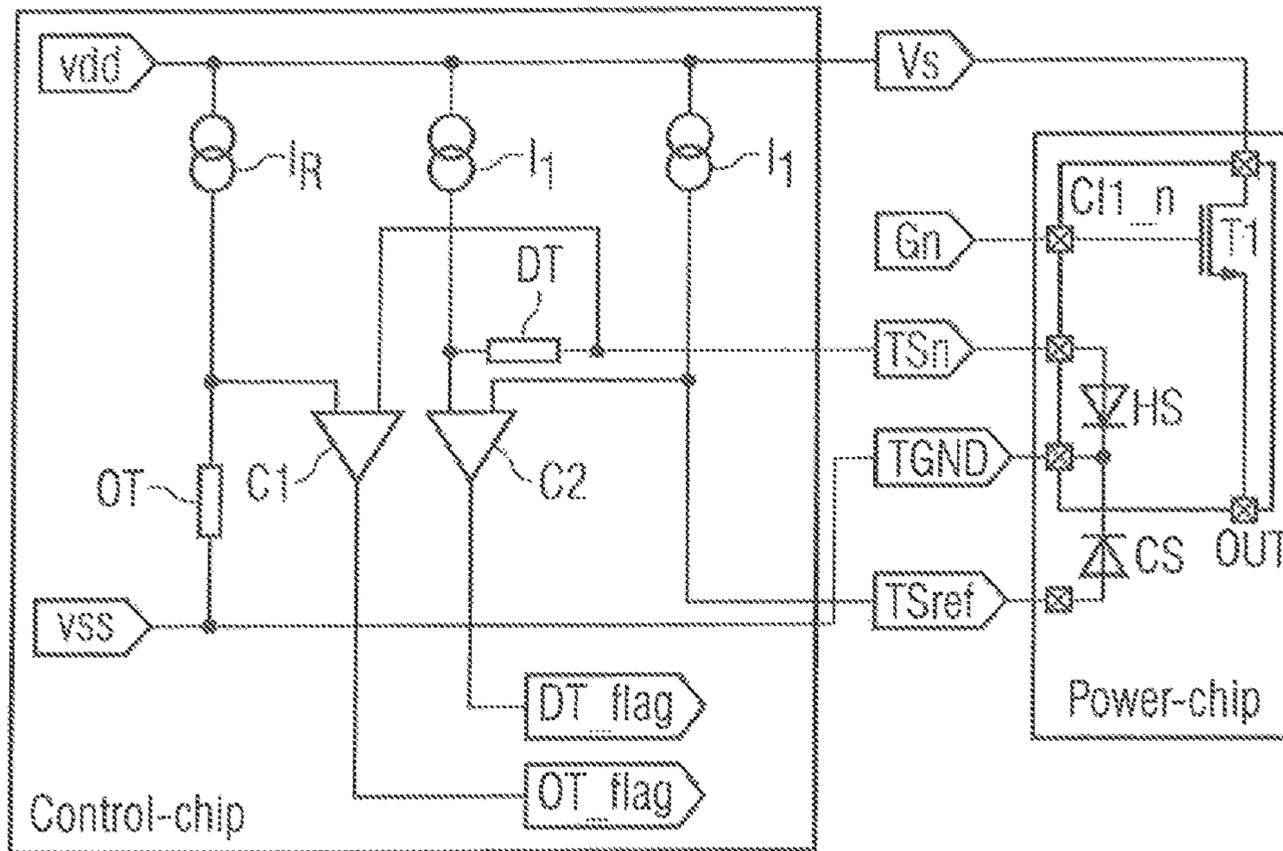 vdd
Vs
IR
I1
I1
CI1_n
Gn
T1
DT
TSn
HS
C1
C2
TGND
OT
OUT
CS
vss
TSref
DT_flag
Power-chip
OT_flag
Control-chip